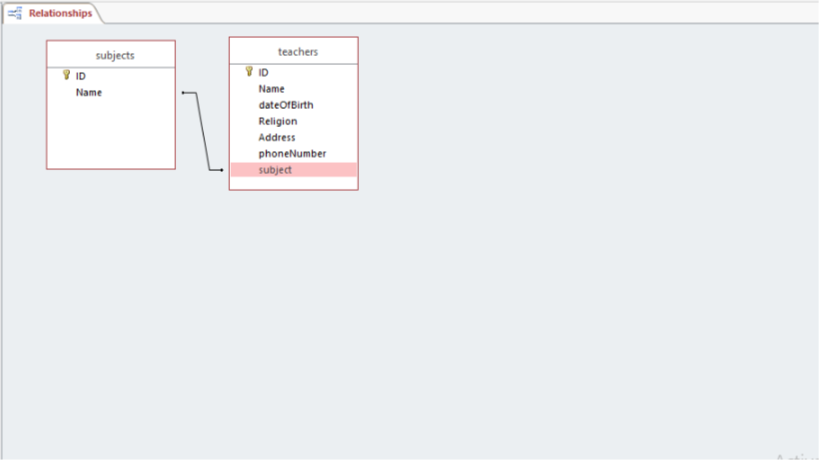 Relationships
subjects
ID
Name
teachers
ID
Name
dateOfBirth
Religion
Address
phoneNumber
subject